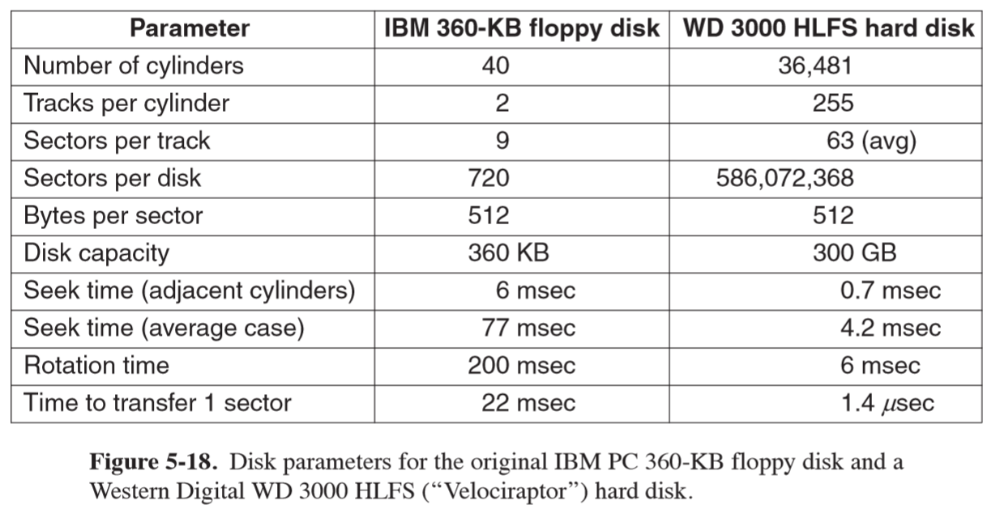 Parameter IBM 360-KB floppy disk WD 3000 HLFS hard disk
Number of cylinders 40 36,481
Tracks per cylinder 2 255
Sectors per track 9 63 (avg)
Sectors per disk 720 586,072,368
Bytes per sector 512 512
Disk capacity 360 KB 300 GB
Seek time (adjacent cylinders) 6 msec 0.7 msec
Seek time (average case) 77 msec 4.2 msec
Rotation time 200 msec 6 msec
Time to transfer 1 sector 22 msec 1.4 μsec
Figure 5-18. Disk parameters for the original IBM PC 360-KB floppy disk and a
Western Digital WD 3000 HLFS (“Velociraptor”) hard disk.